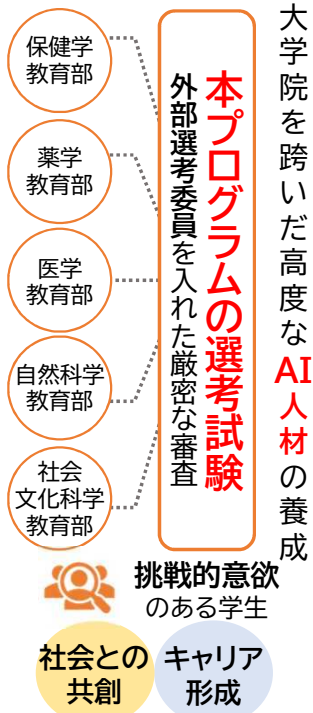 大学院を跨いだ高度なAI人材の養成
保健学
教育部
薬学
教育部
医学
教育部
自然科学
教育部
社会
文化科学
教育部
本プログラムの選考試験
外部選考委員を入れた厳密な審査
挑戦的意欲
のある学生
社会との
共創
キャリア
形成